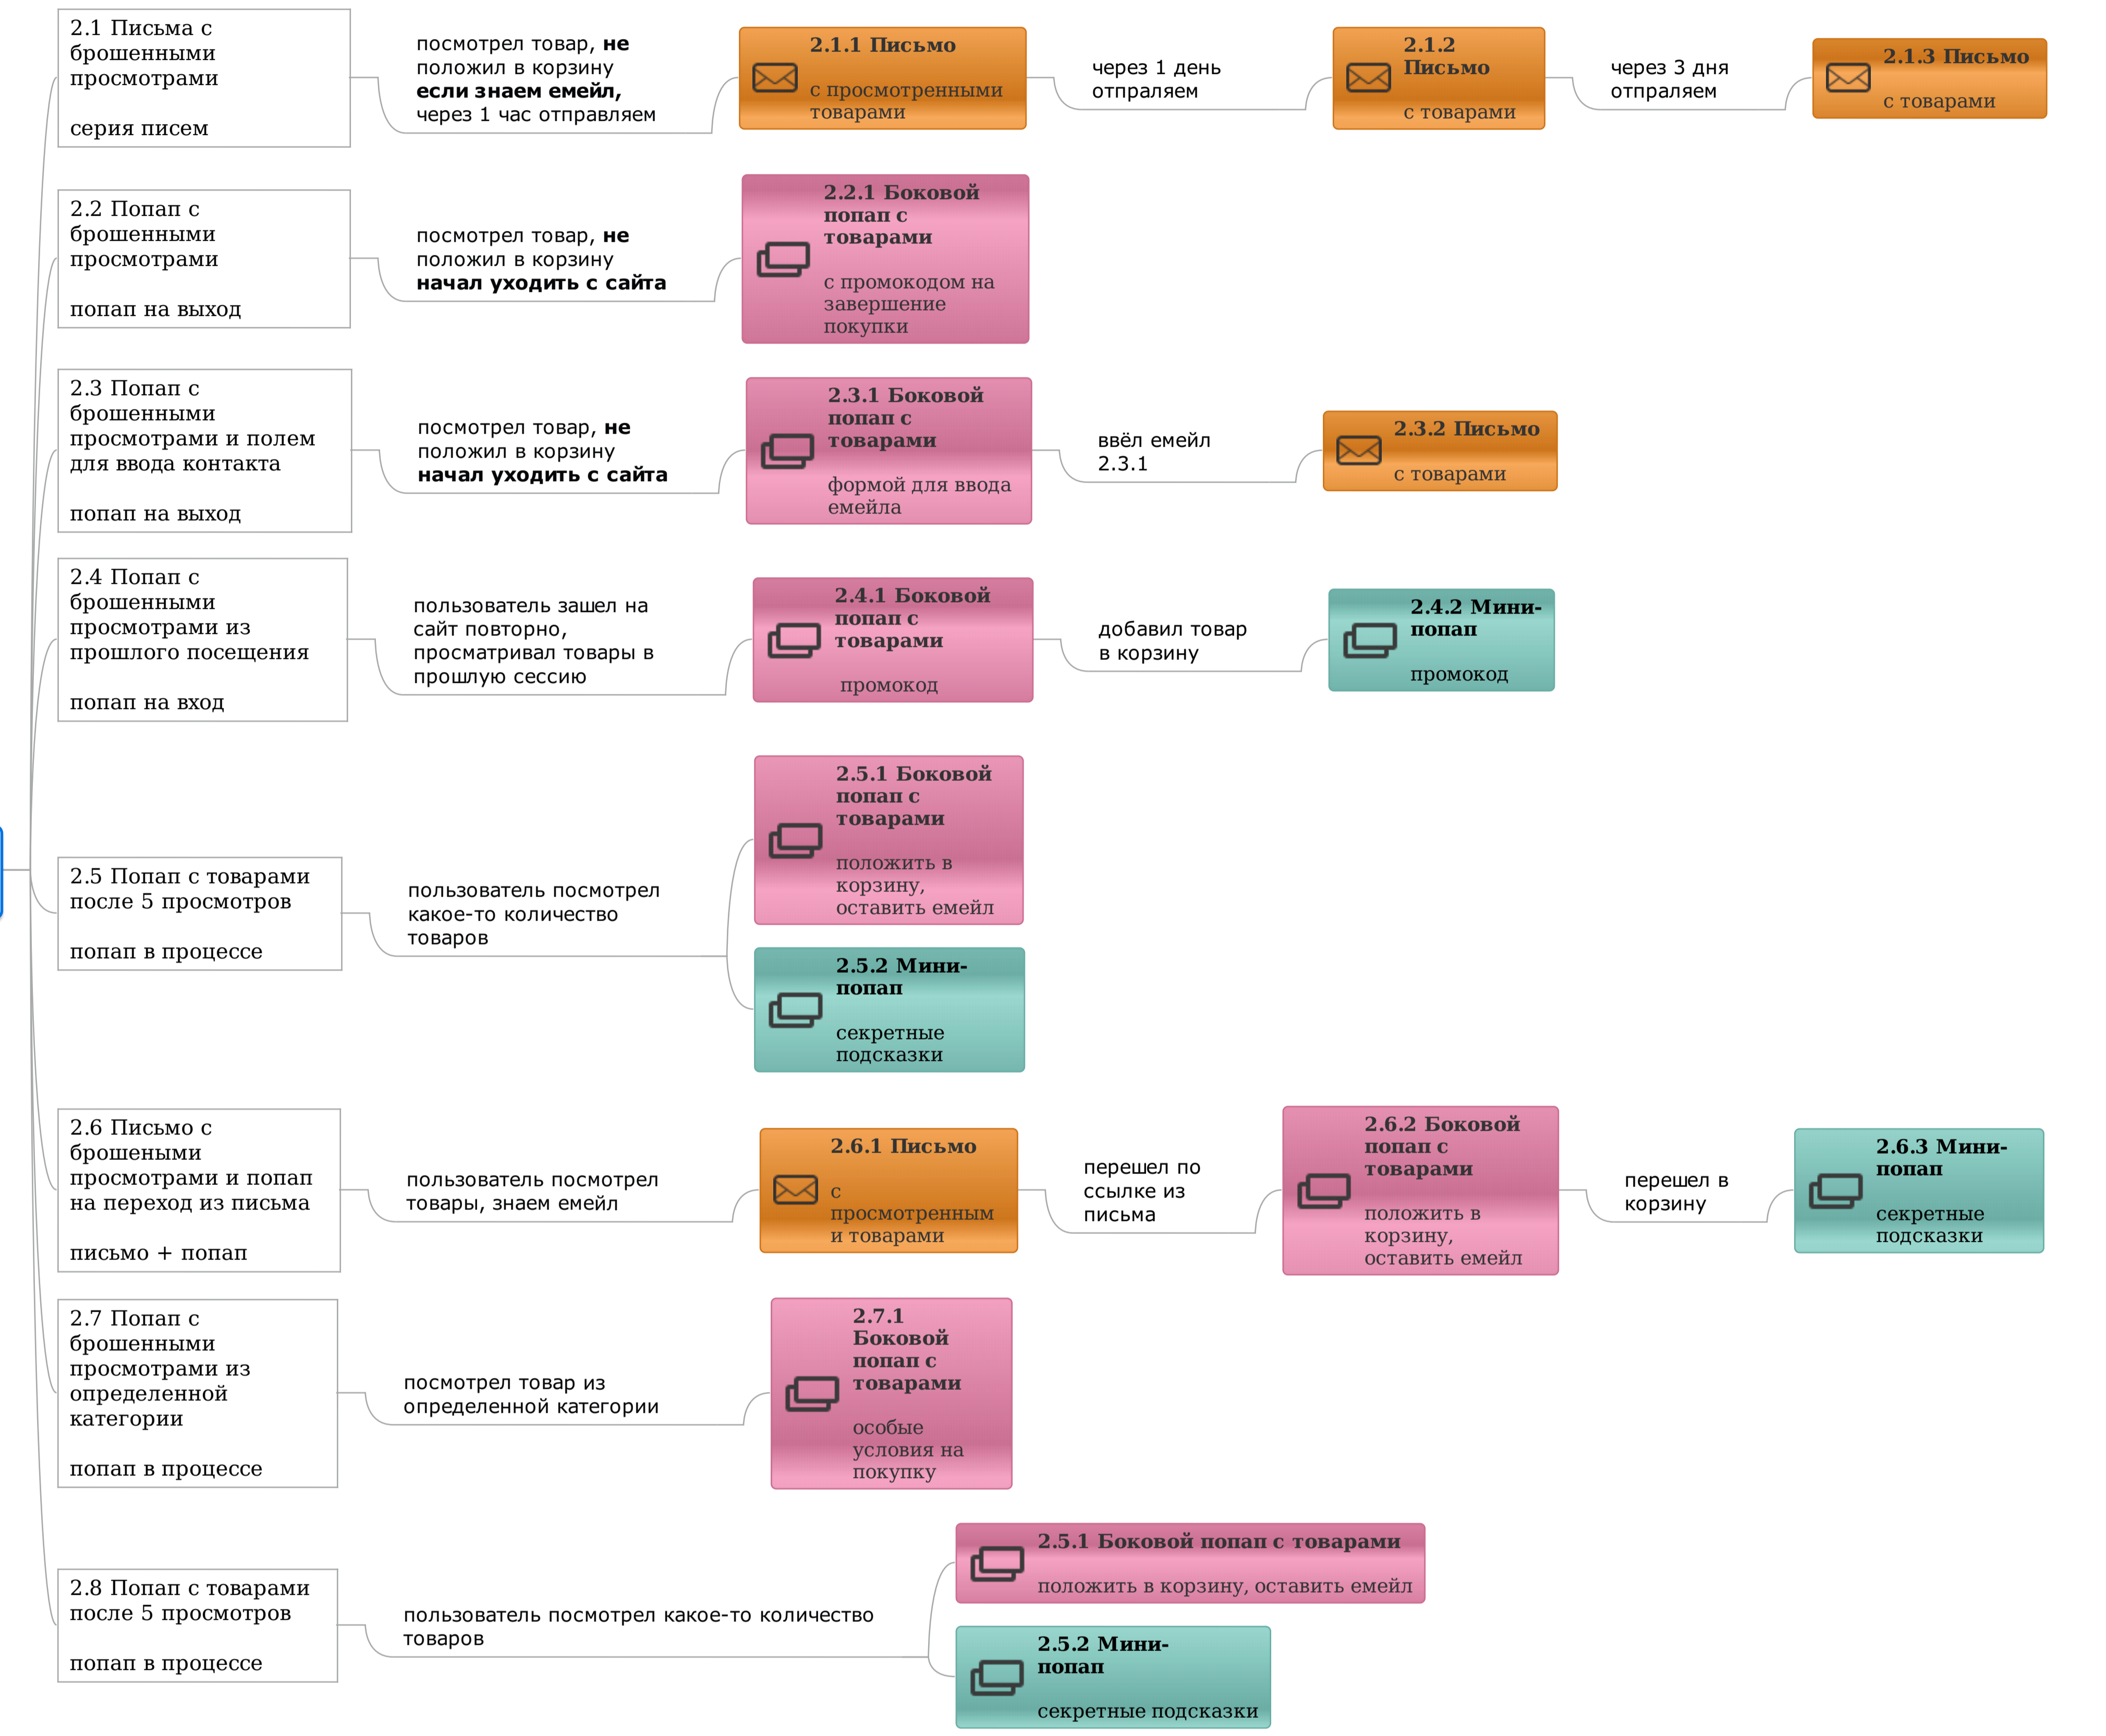 2.1 Письма с
брошенными
просмотрами
серия писем
посмотрел товар, не
положил в корзину
если знаем емейл,
через 1 час отправляем
2.1.1 Письмо
с просмотренными
товарами
через 1 день
отпраляем
2.1.2
Письмо
с товарами
через 3 дня
отпраляем
2.1.3 Письмо
с товарами
2.2 Попап с
брошенными
просмотрами
попап на выход
посмотрел товар, не
положил в корзину
начал уходить с сайта
2.2.1 Боковой
попап с
товарами
с промокодом на
завершение
покупки
2.3 Попап с
брошенными
просмотрами и полем
для ввода контакта
попап на выход
посмотрел товар, не
положил в корзину
начал уходить с сайта
2.3.1 Боковой
попап с
товарами
формой для ввода
емейла
ввёл емейл
2.3.1
2.3.2 Письмо
с товарами
2.4 Попап с
брошенными
просмотрами из
прошлого посещения
попап на вход
пользователь зашел на
сайт повторно,
просматривал товары в
прошлую сессию
2.4.1 Боковой
попап с
товарами
промокод
добавил товар
в корзину
2.4.2 Мини-
попап
промокод
2.5 Попап с товарами
после 5 просмотров
попап в процессе
пользователь посмотрел
какое-то количество
товаров
2.5.1 Боковой
попап с
товарами
положить в
корзину,
оставить емейл
2.5.2 Мини-
попап
секретные
подсказки
2.6 Письмо с
брошеными
просмотрами и попап
на переход из письма
письмо + попап
пользователь посмотрел
товары, знаем емейл
2.6.1 Письмо
с
просмотренным
и товарами
перешел по
ссылке из
письма
2.6.2 Боковой
попап с
товарами
положить в
корзину,
оставить емейл
перешел в
корзину
2.6.3 Мини-
попап
секретные
подсказки
2.7 Попап с
брошенными
просмотрами из
определенной
категории
попап в процессе
посмотрел товар из
определенной категории
2.7.1
Боковой
попап с
товарами
особые
условия на
покупку
2.8 Попап с товарами
после 5 просмотров
попап в процессе
пользователь посмотрел какое-то количество
товаров
2.5.1 Боковой попап с товарами
положить в корзину, оставить емейл
2.5.2 Мини-
попап
секретные подсказки